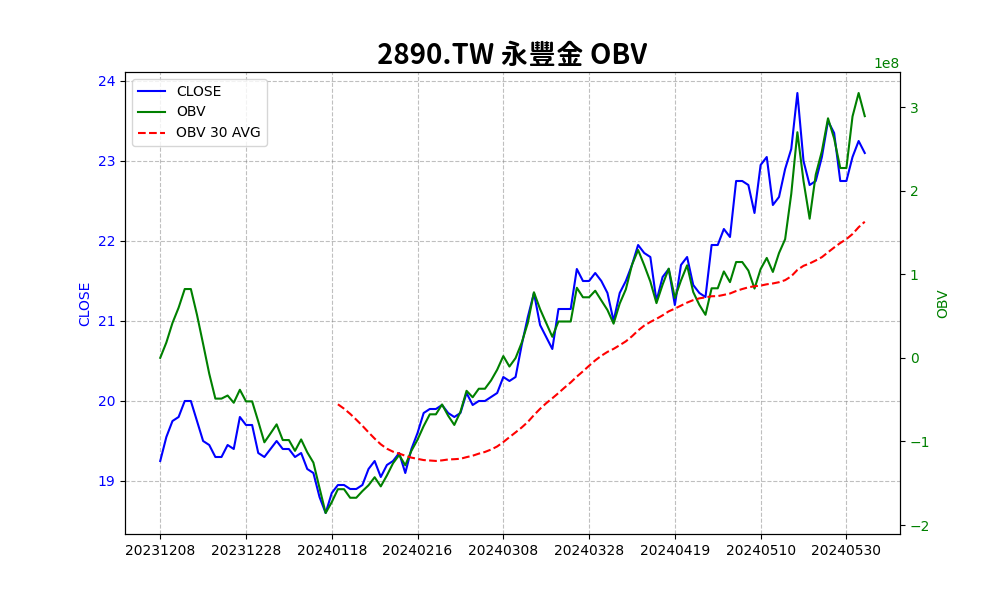 2890.TW 永豐金 OBV
1e8
CLOSE
OBV
OBV 30 AVG
24
23
22
21
20
19
CLOSE
3
2
1
0
−1
−2
OBV
20231208 20231228 20240118 20240216 20240308 20240328 20240419 20240510 20240530